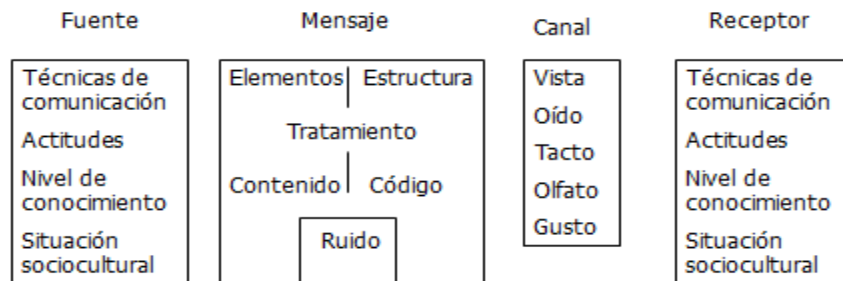 Fuente
Mensaje
Canal
Receptor
Técnicas de
comunicación
Actitudes
Nivel de
conocimiento
Situación
sociocultural
Elementos Estructura
Tratamiento
Contenido Código
Ruido
Vista
Oído
Tacto
Olfato
Gusto
Técnicas de
comunicación
Actitudes
Nivel de
conocimiento
Situación
sociocultural